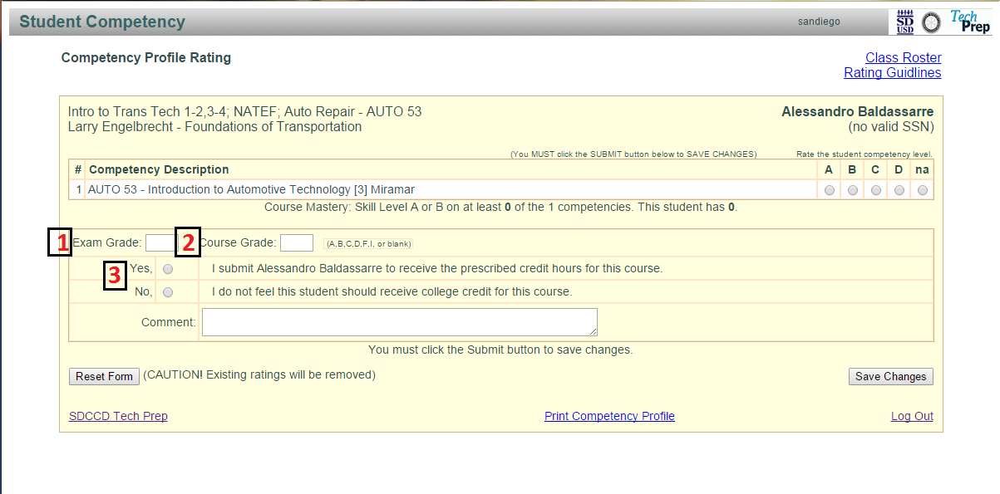 Student Competency
sandiego
SD
USD
Tech
Prep
Competency Profile Rating
Class Roster
Rating Guidlines
Intro to Trans Tech 1-2,3-4; NATEF; Auto Repair - AUTO 53
Alessandro Baldassarre
Larry Engelbrecht - Foundations of Transportation
(no valid SSN)
(You MUST click the SUBMIT button below to SAVE CHANGES)
Rate the student competency level.
# Competency Description A B C D na
1 AUTO 53 - Introduction to Automotive Technology [3] Miramar
Course Mastery: Skill Level A or B on at least 0 of the 1 competencies. This student has 0.
1 Exam Grade: 2 Course Grade: (A,B,C,D,F,I, or blank)
3 Yes, I submit Alessandro Baldassarre to receive the prescribed credit hours for this course.
No, I do not feel this student should receive college credit for this course.
Comment:
You must click the Submit button to save changes.
Reset Form (CAUTION! Existing ratings will be removed) Save Changes
SDCCD Tech Prep Print Competency Profile Log Out